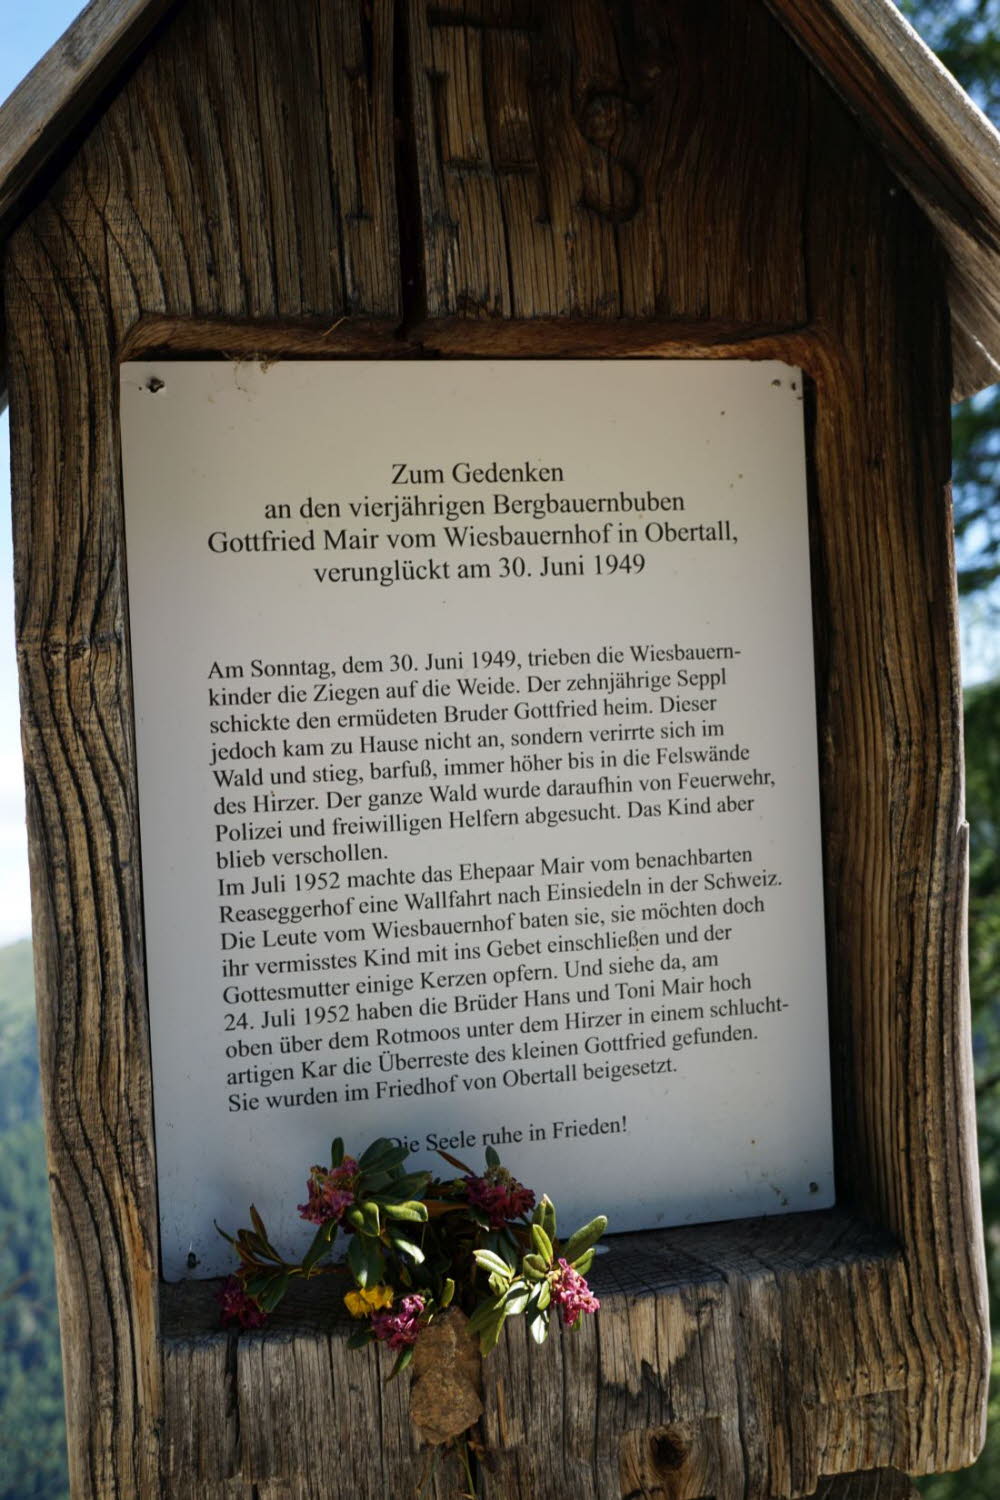 Zum Gedenken
an den vierjährigen Bergbauernbuben
Gottfried Mair vom Wiesbauernhof in Obertall,
verunglückt am 30. Juni 1949
Am Sonntag, dem 30. Juni 1949, trieben die Wiesbauern-
kinder die Ziegen auf die Weide. Der zehnjährige Seppl
schickte den ermüdeten Bruder Gottfried heim. Dieser
jedoch kam zu Hause nicht an, sondern verirrte sich im
Wald und stieg, barfuß, immer höher bis in die Felswände
des Hirzer. Der ganze Wald wurde daraufhin von Feuerwehr,
Polizei und freiwilligen Helfern abgesucht. Das Kind aber
blieb verschollen.
Im Juli 1952 machte das Ehepaar Mair vom benachbarten
Reaseggerhof eine Wallfahrt nach Einsiedeln in der Schweiz.
Die Leute vom Wiesbauernhof baten sie, sie möchten doch
ihr vermisstes Kind mit ins Gebet einschließen und der
Gottesmutter einige Kerzen opfern. Und siehe da, am
24. Juli 1952 haben die Brüder Hans und Toni Mair hoch
oben über dem Rotmoos unter dem Hirzer in einem schlucht-
artigen Kar die Überreste des kleinen Gottfried gefunden.
Sie wurden im Friedhof von Obertall beigesetzt.
Die Seele ruhe in Frieden!